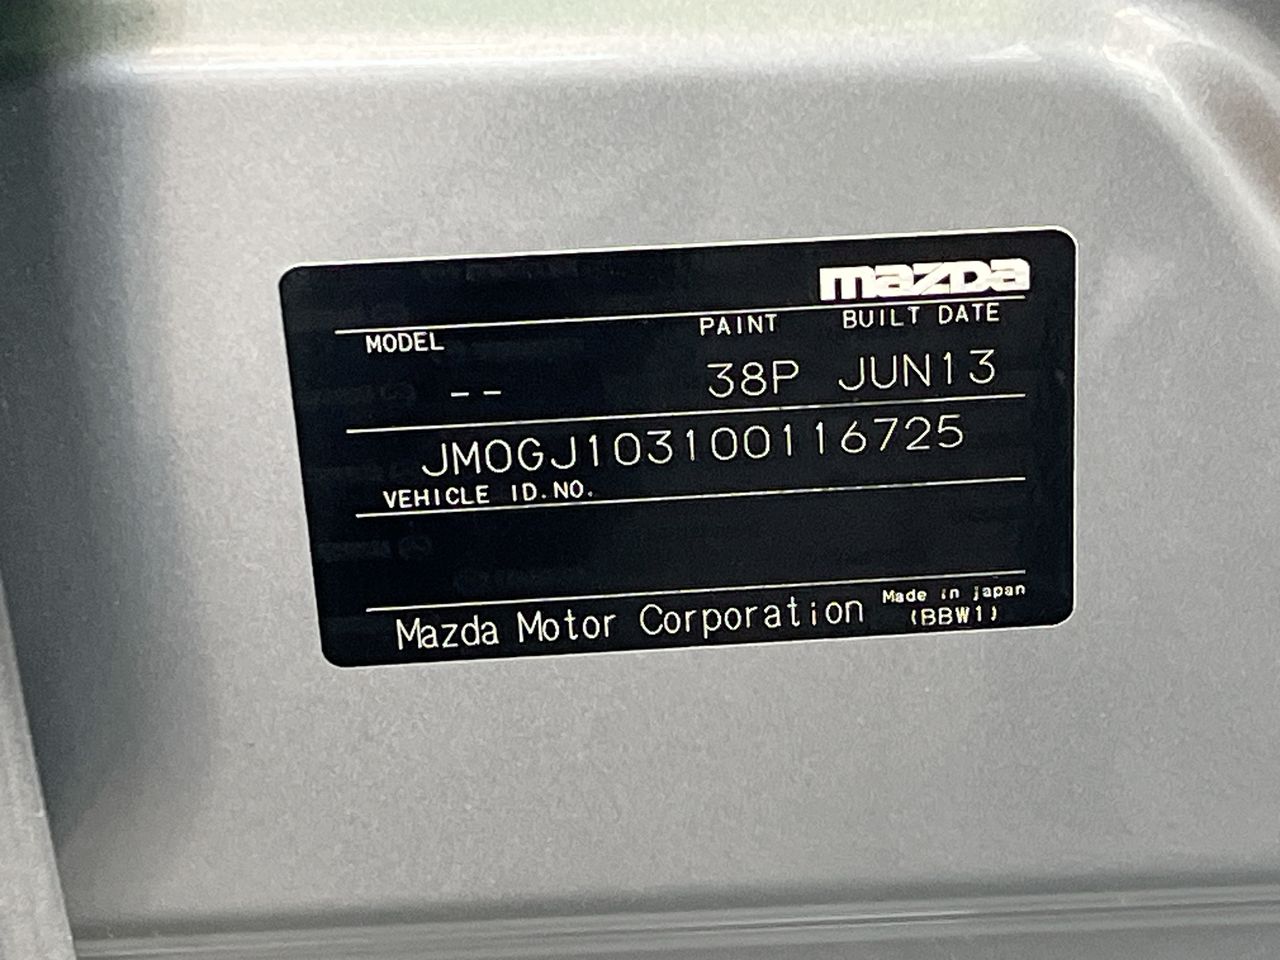 mazda
MODEL PAINT BUILT DATE
-- 38P JUN13
JM0GJ103100116725
VEHICLE ID.NO.
Mazda Motor Corporation Made in Japan
(BBW1)